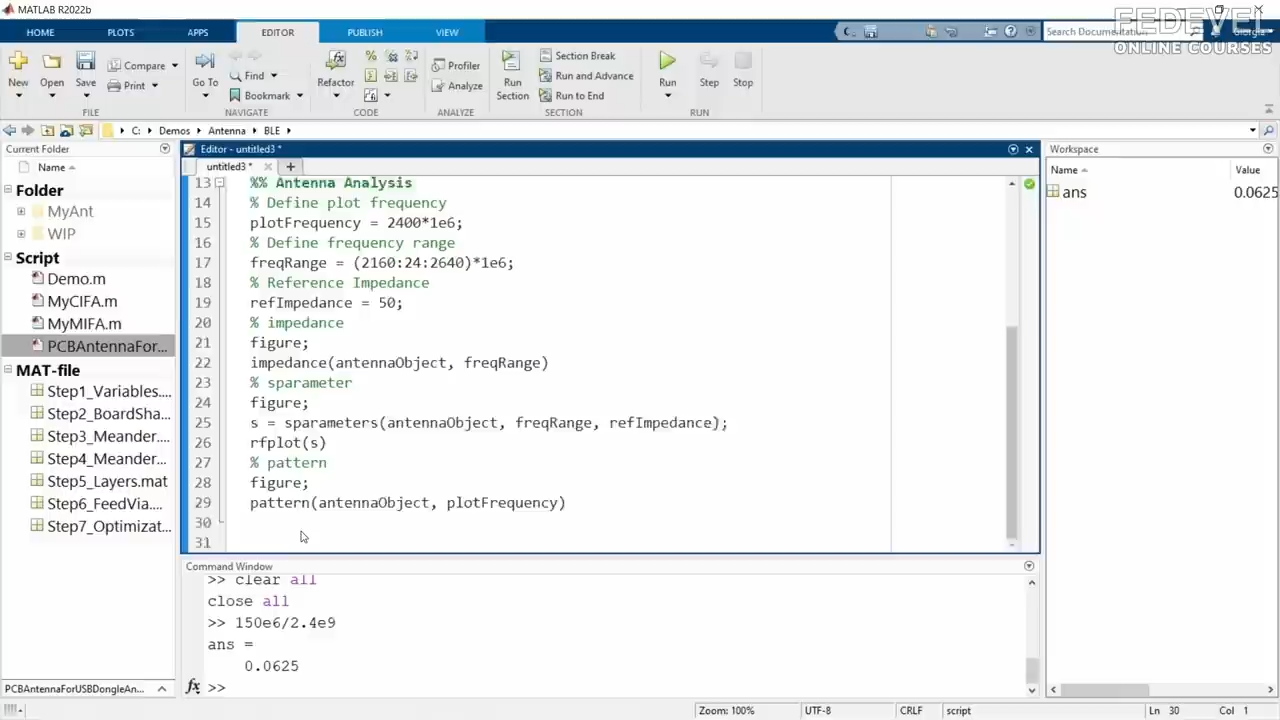 MATLAB R2022b
FEDEVEL
ONLINE COURSES
HOME PLOTS APPS EDITOR PUBLISH VIEW
Search Documentation
New Open Save Compare Print
FILE
Go To Find Bookmark
NAVIGATE
Refactor
CODE
Profiler
Analyze
ANALYZE
Run Section
Section Break
Run and Advance
Run to End
SECTION
Run Step Stop
RUN
C: Demos Antenna BLE
Current Folder
Name
Folder
MyAnt
WIP
Script
Demo.m
MyCIFA.m
MyMIFA.m
PCBAntennaFor...
MAT-file
Step1_Variables....
Step2_BoardSha...
Step3_Meander....
Step4_Meander...
Step5_Layers.mat
Step6_FeedVia....
Step7_Optimizat...
PCBAntennaForUSBDongleAn...
Editor - untitled3 *
untitled3 *
13 %% Antenna Analysis
14 % Define plot frequency
15 plotFrequency = 2400*1e6;
16 % Define frequency range
17 freqRange = (2160:24:2640)*1e6;
18 % Reference Impedance
19 refImpedance = 50;
20 % impedance
21 figure;
22 impedance(antennaObject, freqRange)
23 % sparameter
24 figure;
25 s = sparameters(antennaObject, freqRange, refImpedance);
26 rfplot(s)
27 % pattern
28 figure;
29 pattern(antennaObject, plotFrequency)
30
31
Command Window
>> clear all
close all
>> 150e6/2.4e9
ans =
0.0625
fx >>
Workspace
Name Value
ans 0.0625
Zoom: 100% UTF-8 CRLF script Ln 30 Col 1